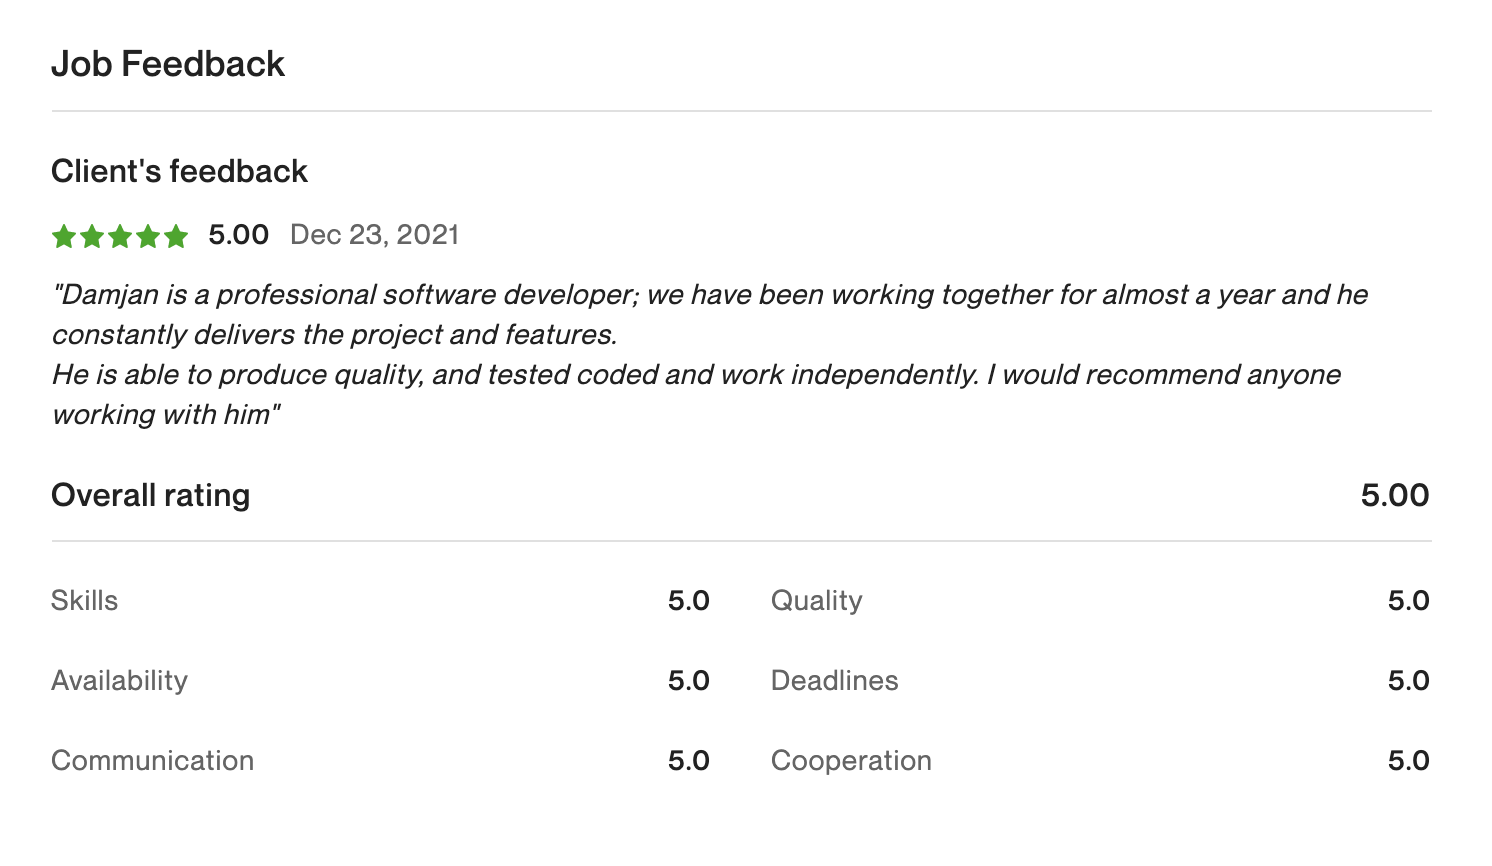 Job Feedback
Client's feedback
5.00 Dec 23, 2021
"Damjan is a professional software developer; we have been working together for almost a year and he
constantly delivers the project and features.
He is able to produce quality, and tested coded and work independently. I would recommend anyone
working with him"
Overall rating 5.00
Skills 5.0 Quality 5.0
Availability 5.0 Deadlines 5.0
Communication 5.0 Cooperation 5.0